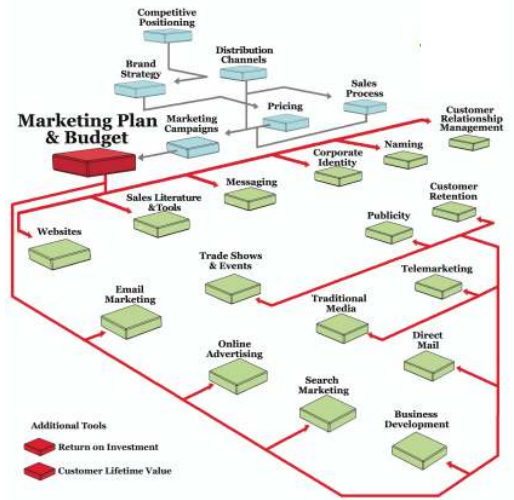 Competitive
Positioning
Brand
Strategy
Distribution
Channels
Sales
Process
Pricing
Marketing
Campaigns
Marketing Plan
& Budget
Customer
Relationship
Management
Naming
Corporate
Identity
Messaging
Sales Literature
&Tools
Websites
Customer
Retention
Publicity
Trade Shows
& Events
Telemarketing
Traditional
Media
Email
Marketing
Online
Advertising
Direct
Mail
Search
Marketing
Business
Development
Additional Tools
Return on Investment
Customer Lifetime Value